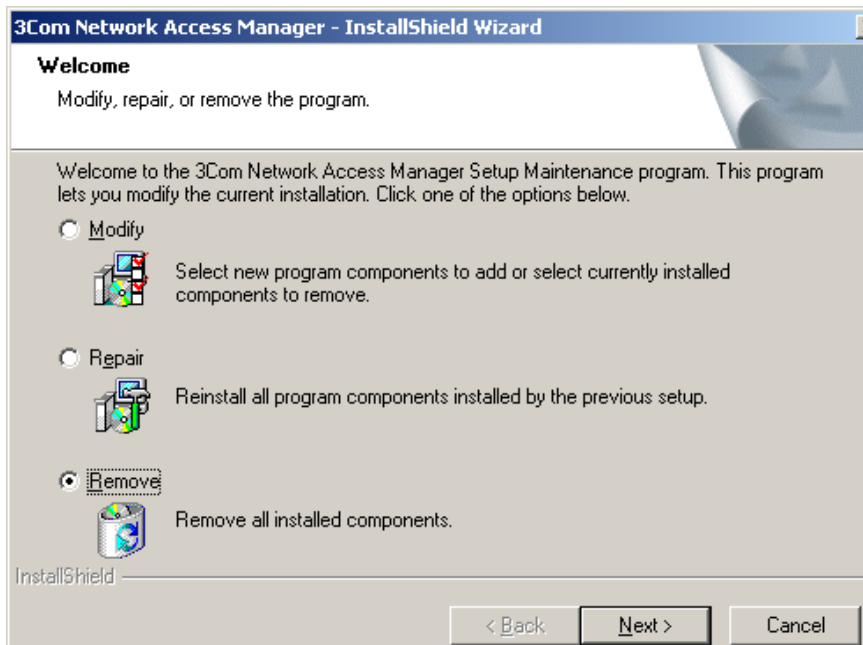 3Com Network Access Manager - InstallShield Wizard
Welcome
Modify, repair, or remove the program.
Welcome to the 3Com Network Access Manager Setup Maintenance program. This program
lets you modify the current installation. Click one of the options below.
Modify
Select new program components to add or select currently installed
components to remove.
Repair
Reinstall all program components installed by the previous setup.
Remove
Remove all installed components.
InstallShield
< Back
Next >
Cancel